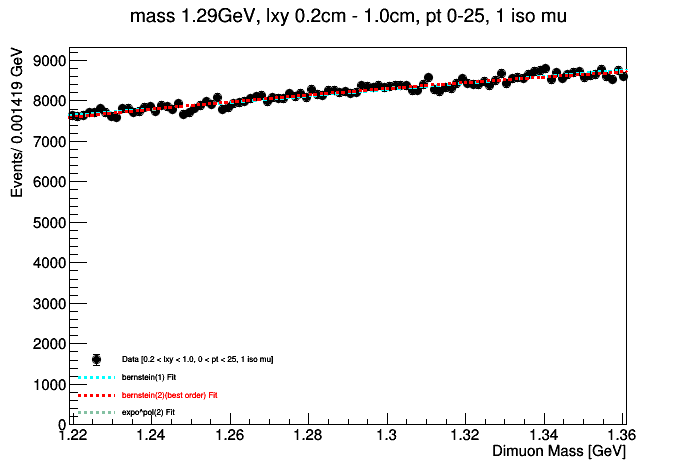 mass 1.29GeV, lxy 0.2cm - 1.0cm, pt 0-25, 1 iso mu
Events/ 0.001419 GeV
9000
8000
7000
6000
5000
4000
3000
2000
1000
0
Data [0.2 < lxy < 1.0, 0 < pt < 25, 1 iso mu]
bernstein(1) Fit
bernstein(2)(best order) Fit
expo*pol(2) Fit
1.22 1.24 1.26 1.28 1.3 1.32 1.34 1.36
Dimuon Mass [GeV]